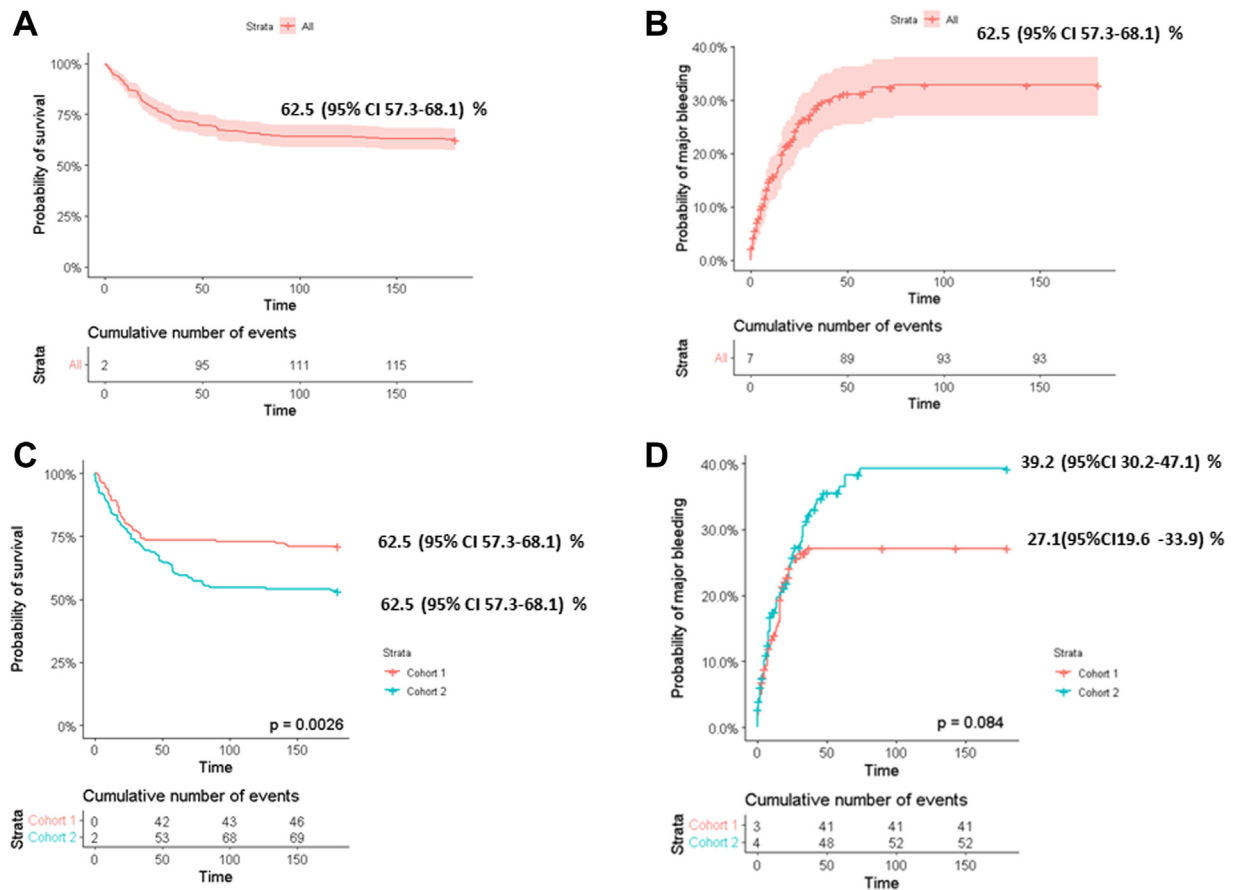 A
Strata All
62.5 (95% CI 57.3-68.1) %
Probability of survival
100%
75%
50%
25%
0%
0 50 100 150
Time
Cumulative number of events
Strata
All 2 95 111 115
0 50 100 150
Time
B
Strata All
62.5 (95% CI 57.3-68.1) %
Probability of major bleeding
40.0%
30.0%
20.0%
10.0%
0.0%
0 50 100 150
Time
Cumulative number of events
Strata
All 7 89 93 93
0 50 100 150
Time
C
Probability of survival
100%
75%
50%
25%
0%
62.5 (95% CI 57.3-68.1) %
62.5 (95% CI 57.3-68.1) %
Strata
Cohort 1
Cohort 2
p = 0.0026
0 50 100 150
Time
Cumulative number of events
Strata
Cohort 1 0 42 43 46
Cohort 2 2 53 68 69
0 50 100 150
Time
D
Probability of major bleeding
40.0%
30.0%
20.0%
10.0%
0.0%
39.2 (95%CI 30.2-47.1) %
27.1(95%CI19.6 -33.9) %
Strata
Cohort 1
Cohort 2
p = 0.084
0 50 100 150
Time
Cumulative number of events
Strata
Cohort 1 3 41 41 41
Cohort 2 4 48 52 52
0 50 100 150
Time